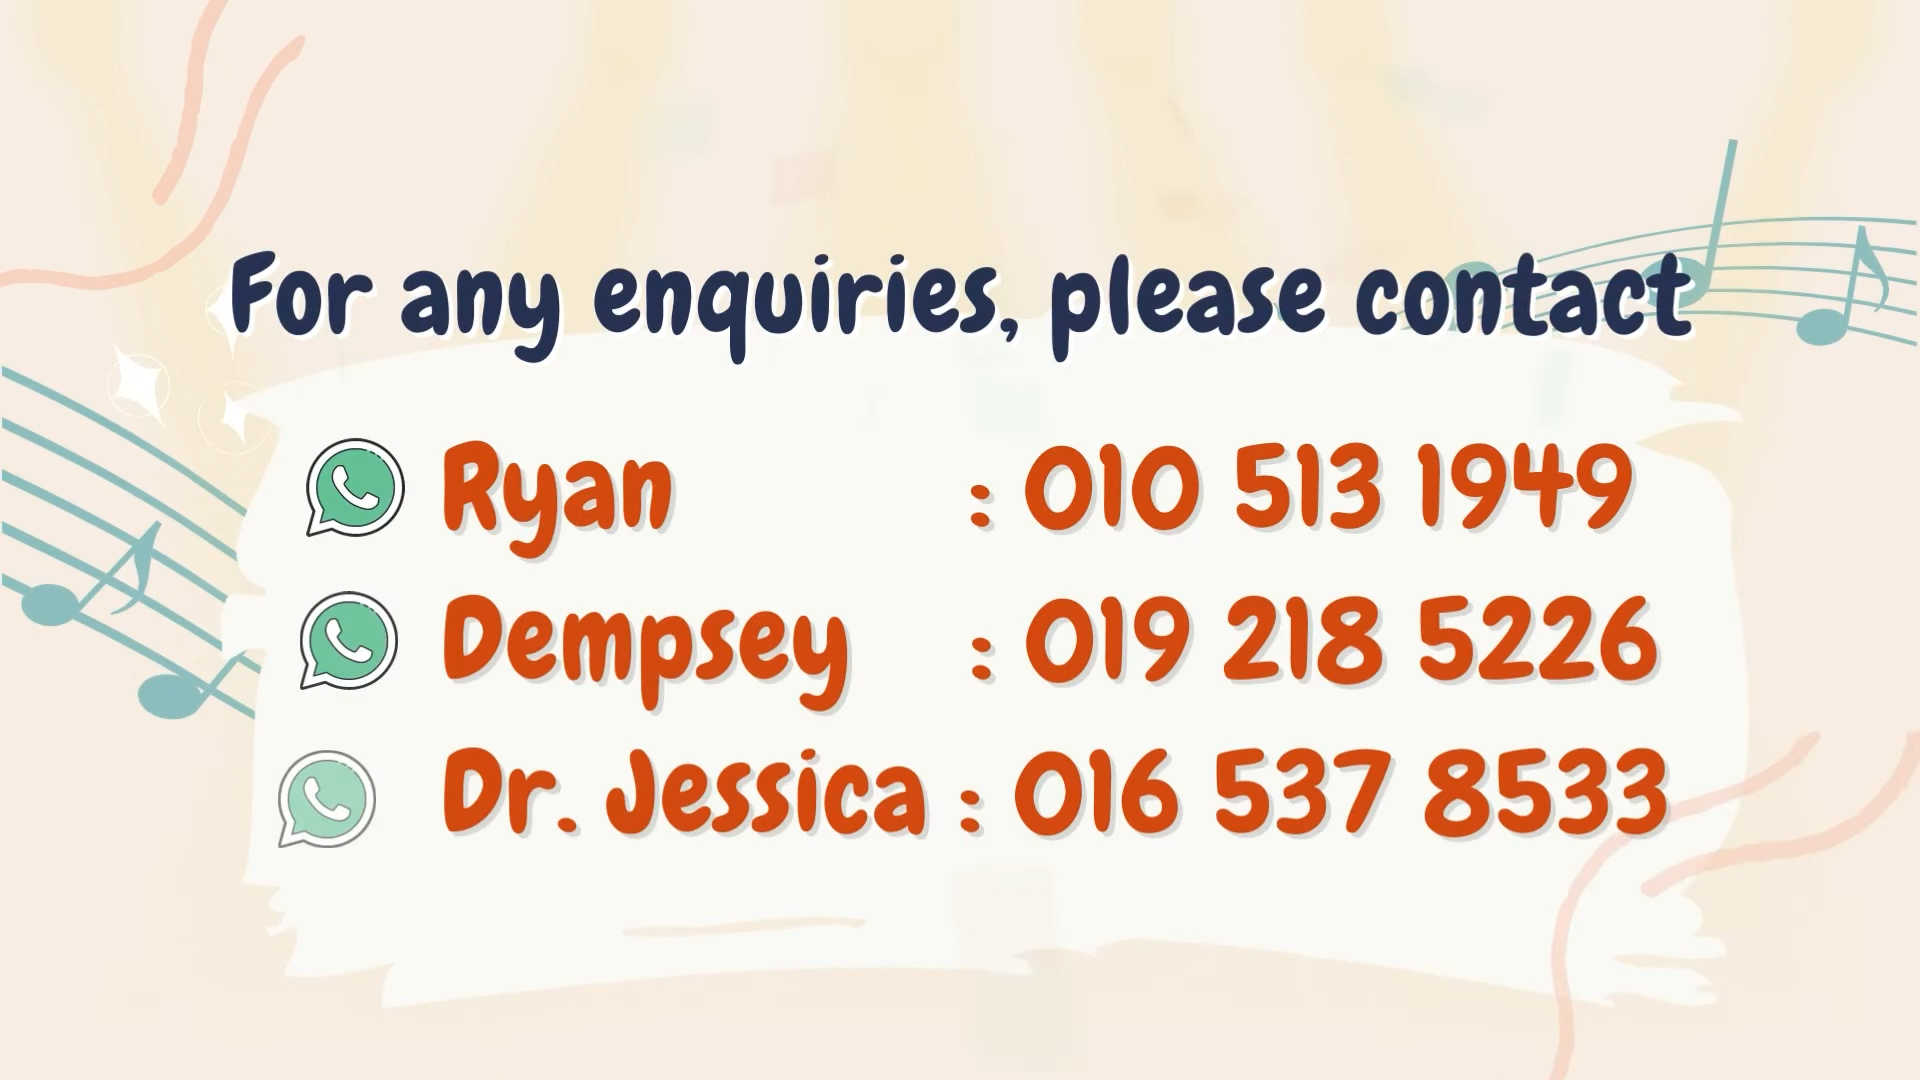 For any enquiries, please contact
Ryan : 010 513 1949
Dempsey : 019 218 5226
Dr. Jessica : 016 537 8533